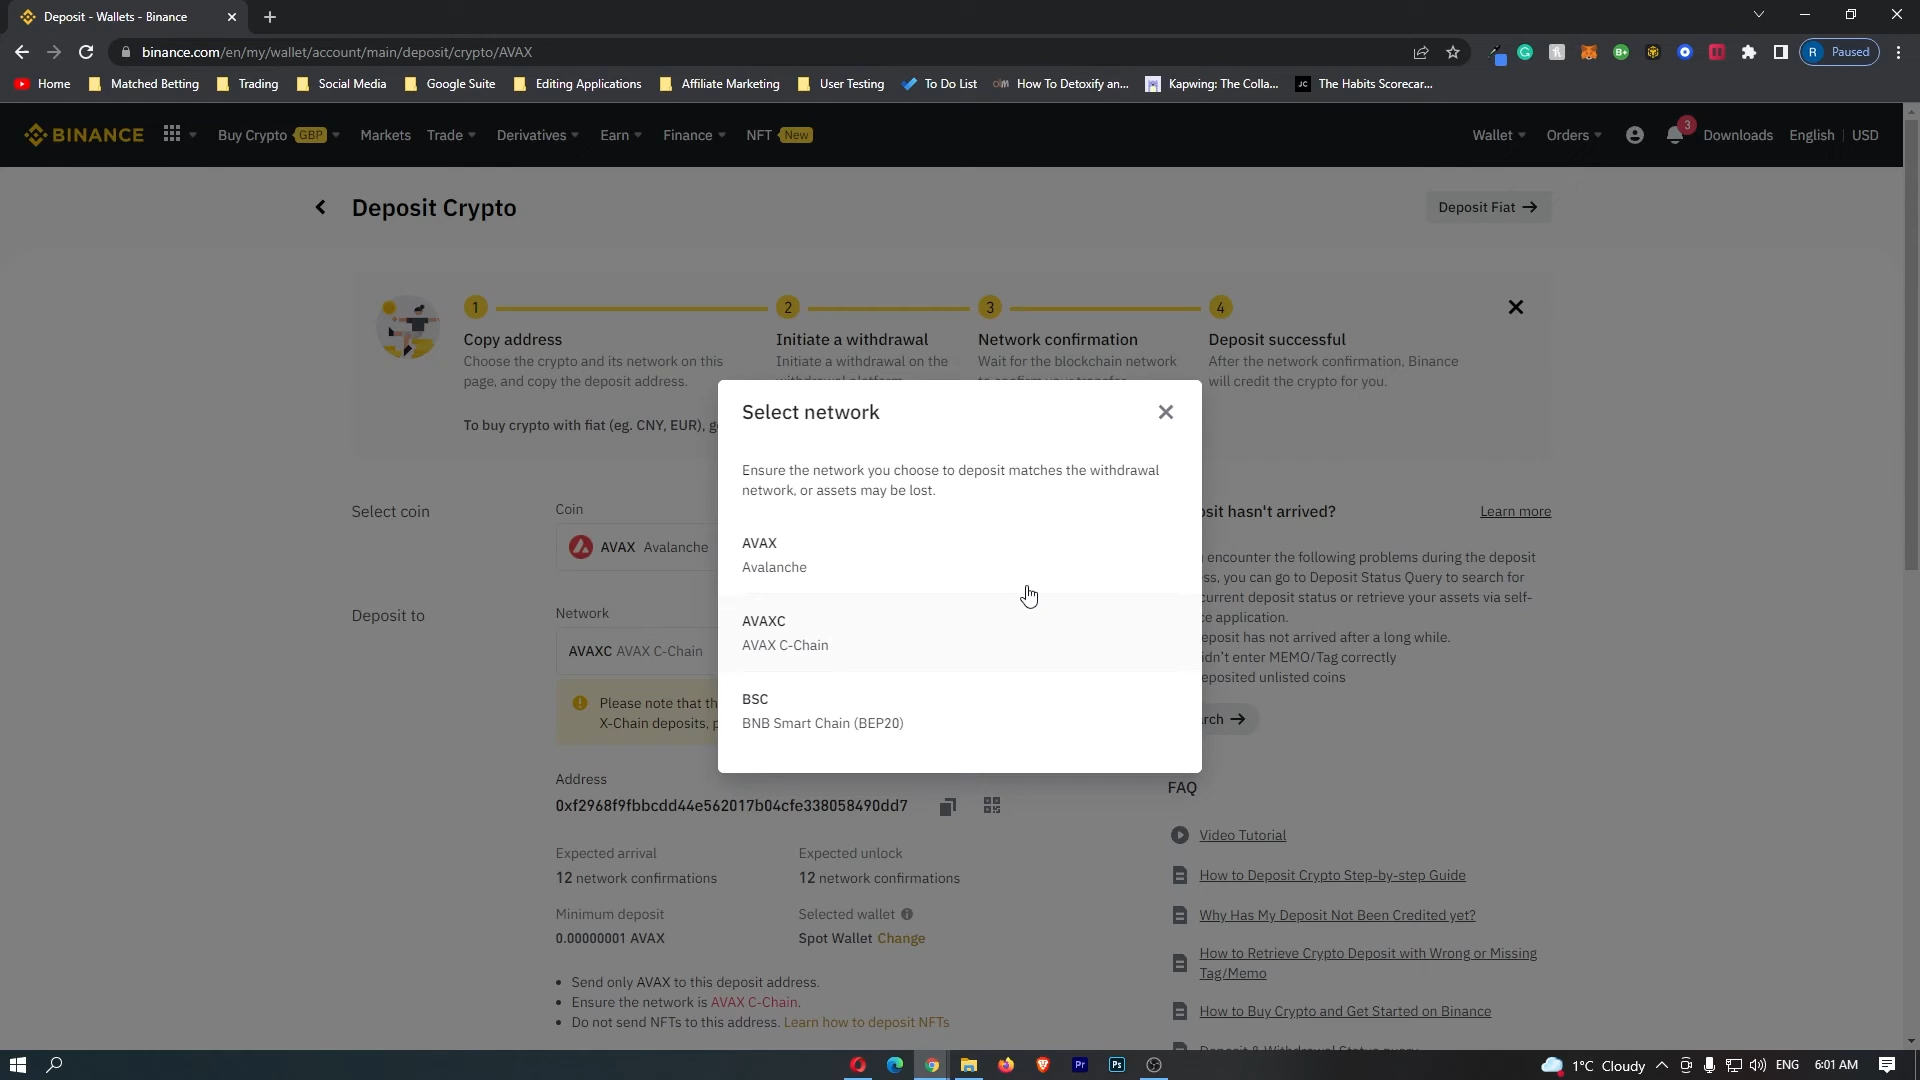 Deposit - Wallets - Binance
binance.com/en/my/wallet/account/main/deposit/crypto/AVAX
R Paused
Home Matched Betting Trading Social Media Google Suite Editing Applications Affiliate Marketing User Testing To Do List How To Detoxify an... Kapwing: The Colla... JC The Habits Scorecar...
BINANCE Buy Crypto GBP Markets Trade Derivatives Earn Finance NFT New Wallet Orders 3 Downloads English USD
Deposit Crypto
Deposit Fiat
1 2 3 4
Copy address Initiate a withdrawal Network confirmation Deposit successful
Choose the crypto and its network on this Initiate a withdrawal on the Wait for the blockchain network After the network confirmation, Binance
page, and copy the deposit address. will credit the crypto for you.
To buy crypto with fiat (eg. CNY, EUR),
Select network
Ensure the network you choose to deposit matches the withdrawal
network, or assets may be lost.
AVAX
Avalanche
AVAXC
AVAX C-Chain
BSC
BNB Smart Chain (BEP20)
Select coin
Coin
AVAX Avalanche
Deposit to
Network
AVAXC AVAX C-Chain
Please note that
X-Chain deposits,
Address
0xf2968f9fbbcdd44e562017b04cfe338058490dd7
Expected arrival Expected unlock
12 network confirmations 12 network confirmations
Minimum deposit Selected wallet
0.00000001 AVAX Spot Wallet Change
• Send only AVAX to this deposit address.
• Ensure the network is AVAX C-Chain.
• Do not send NFTs to this address. Learn how to deposit NFTs
hasn't arrived? Learn more
encounter the following problems during the deposit
you can go to Deposit Status Query to search for
current deposit status or retrieve your assets via self-
application.
has not arrived after a long while.
enter MEMO/Tag correctly
unlisted coins
FAQ
Video Tutorial
How to Deposit Crypto Step-by-step Guide
Why Has My Deposit Not Been Credited yet?
How to Retrieve Crypto Deposit with Wrong or Missing
Tag/Memo
How to Buy Crypto and Get Started on Binance
Pr Ps 1°C Cloudy ENG 6:01 AM